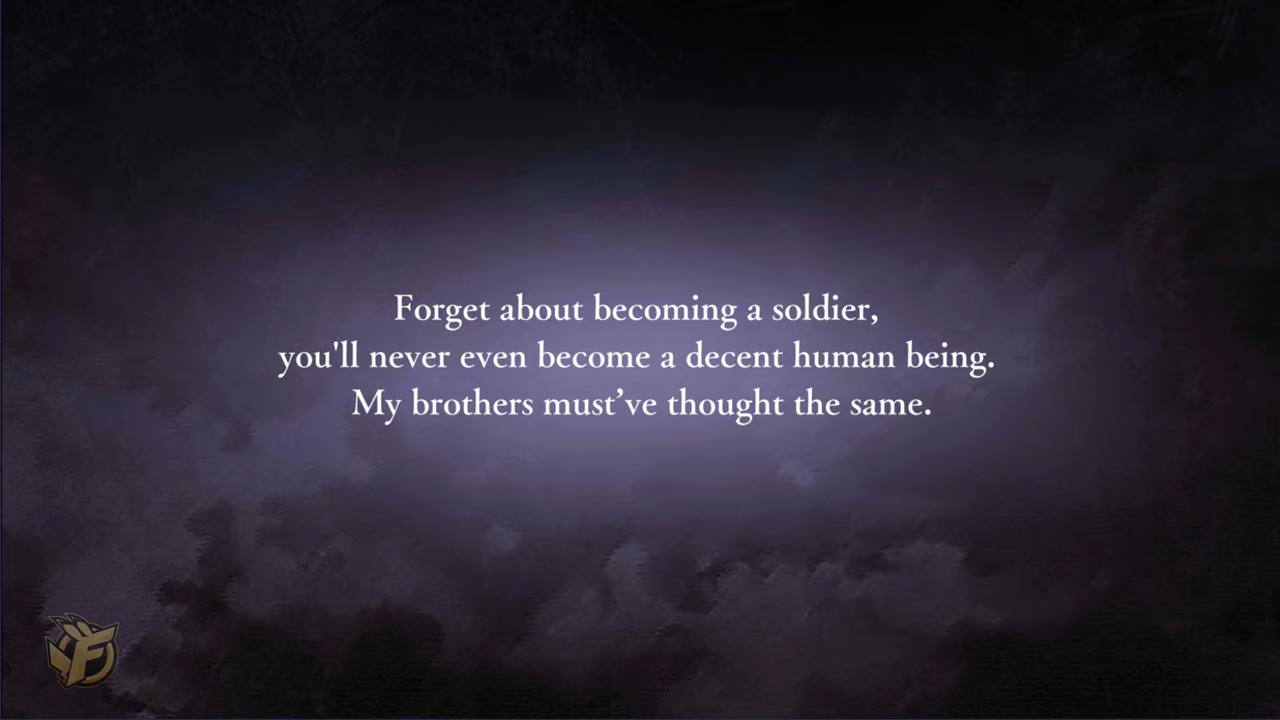 Forget about becoming a soldier,
you'll never even become a decent human being.
My brothers must’ve thought the same.